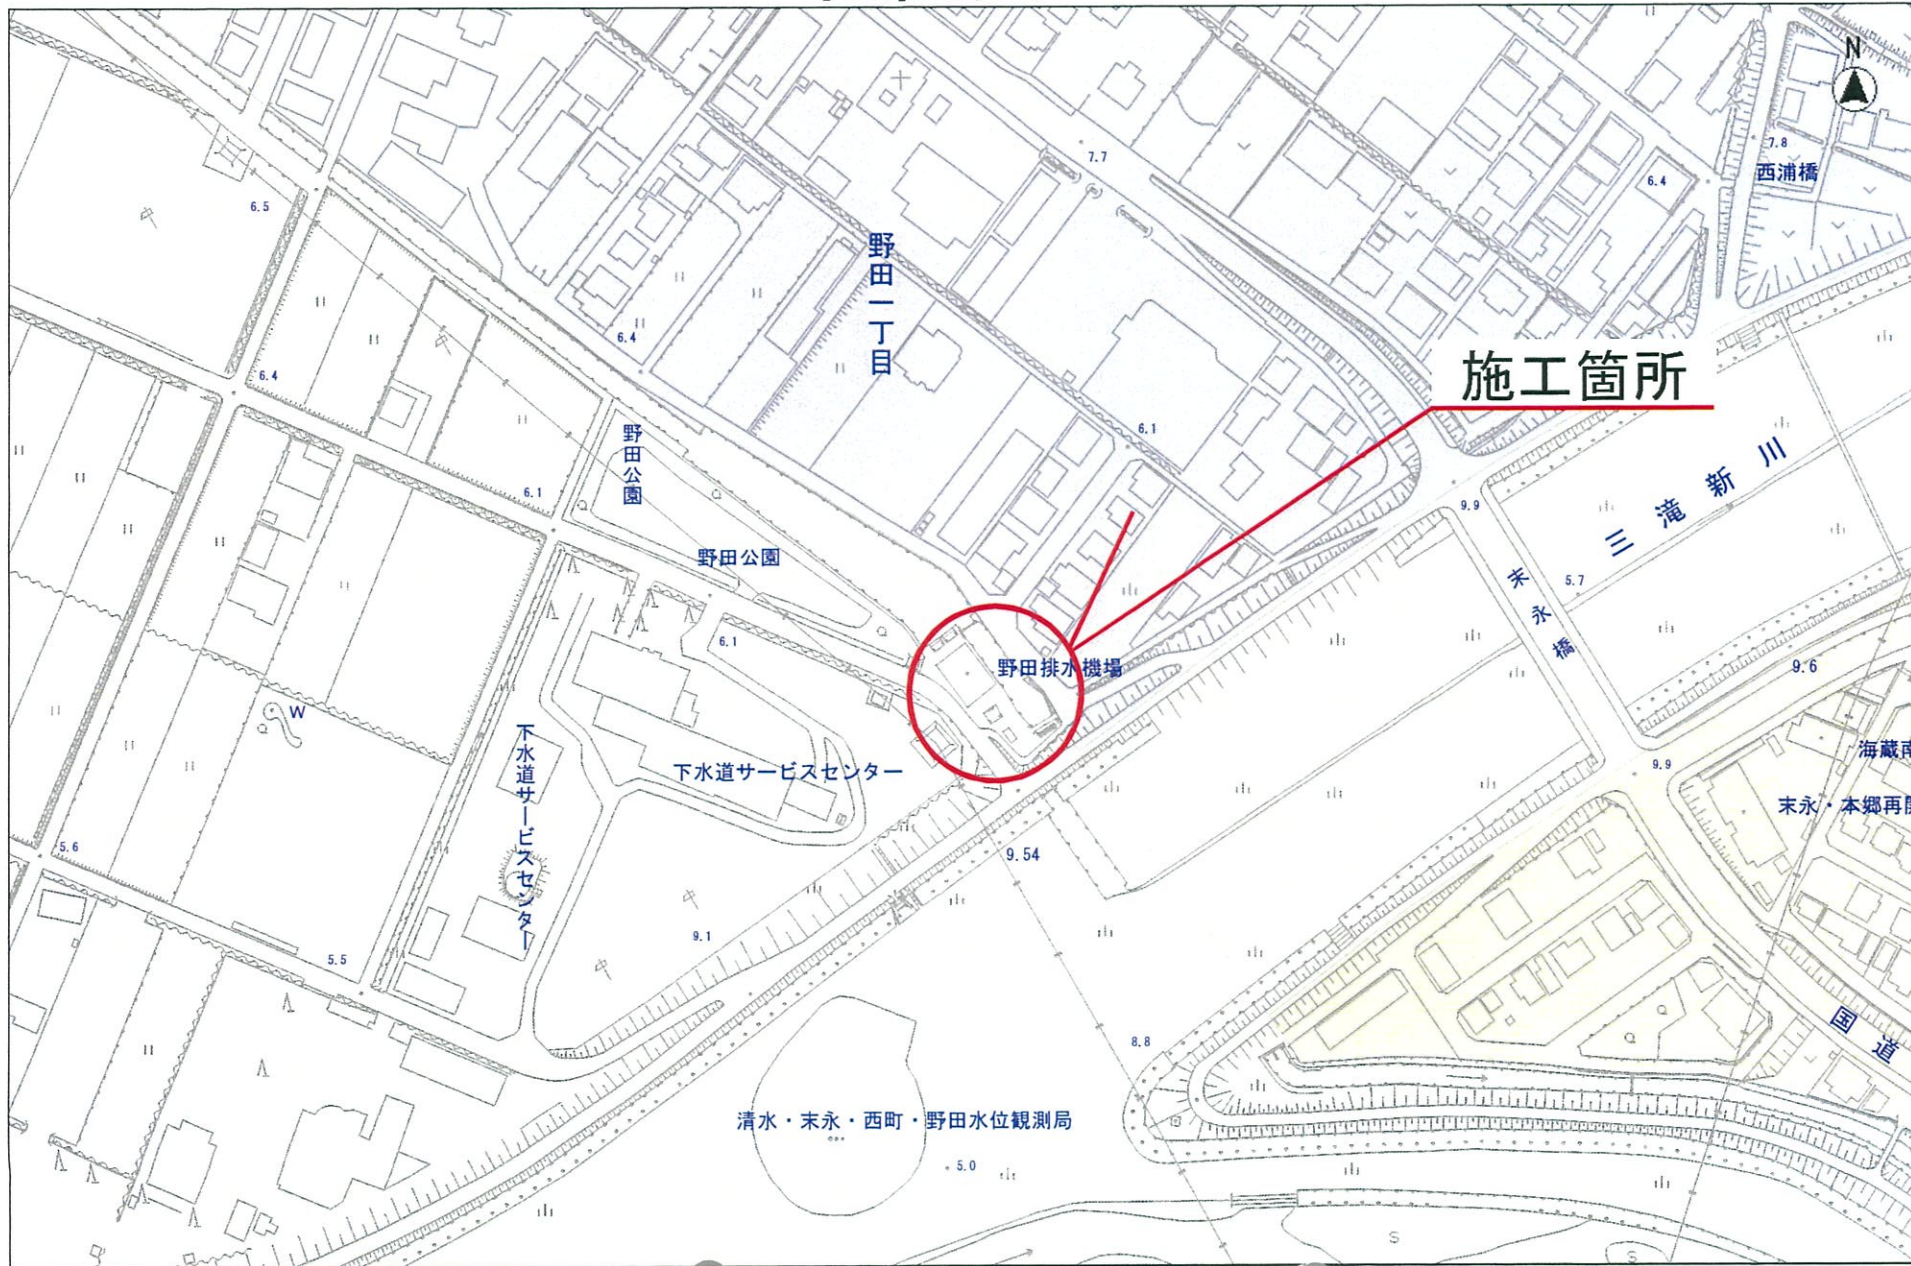 N
7.7
7.8
西浦橋
6.4
6.5
野田一丁目
6.4
施工箇所
6.4
6.1
三滝新川
野田公園
6.1
9.9
野田公園
末永橋
5.7
6.1
野田排水機場
9.6
W
下水道サービスセンター
下水道サービスセンター
9.9
海蔵南
末永・本郷再開
5.6
9.54
9.1
5.5
国道
8.8
清水・末永・西町・野田水位観測局
5.0
S
S